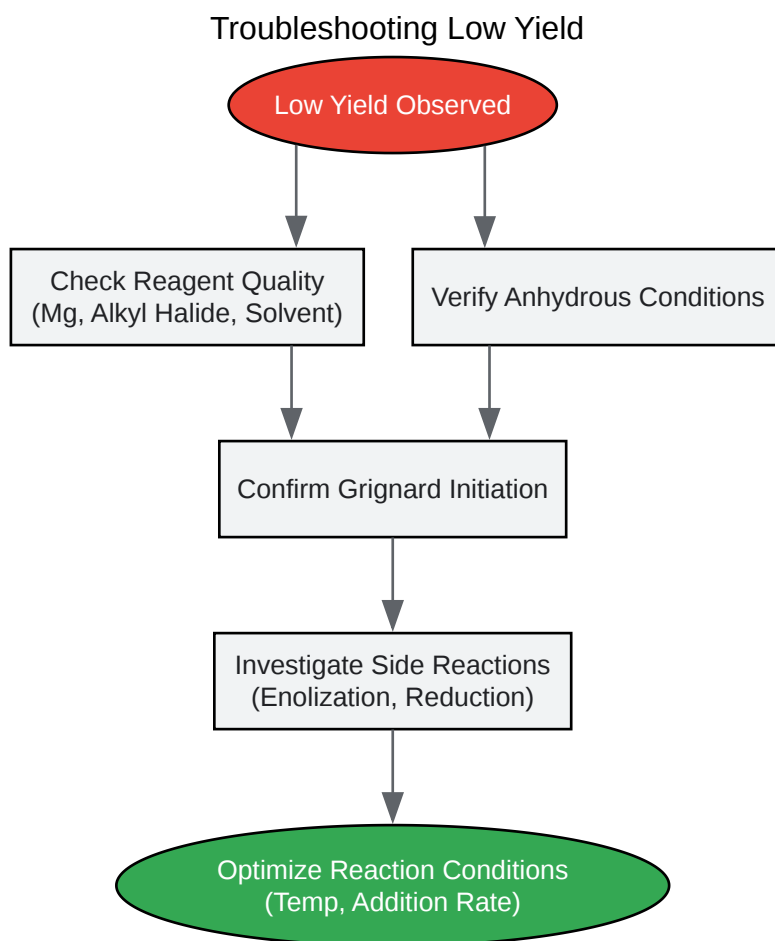 Troubleshooting Low Yield
Low Yield Observed
Check Reagent Quality
(Mg, Alkyl Halide, Solvent)
Verify Anhydrous Conditions
Confirm Grignard Initiation
Investigate Side Reactions
(Enolization, Reduction)
Optimize Reaction Conditions
(Temp, Addition Rate)